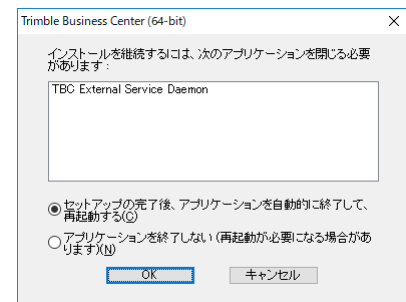 Trimble Business Center (64-bit)
インストールを継続するには、次のアプリケーションを閉じる必要
があります:
TBC External Service Daemon
セットアップの完了後、アプリケーションを自動的に終了して、
再起動する(C)
アプリケーションを終了しない (再起動が必要になる場合があ
ります)(N)
OK
キャンセル